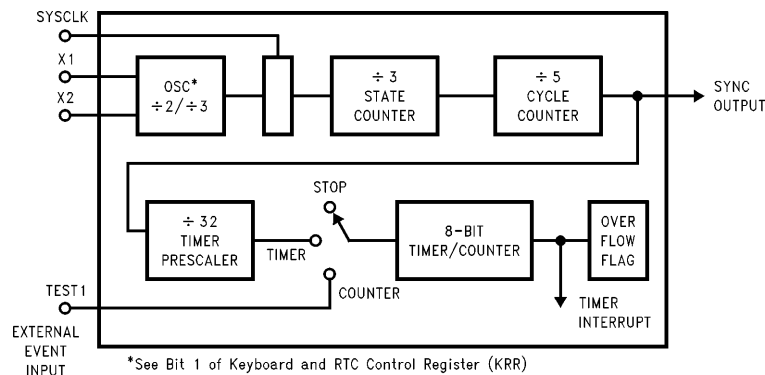 SYSCLK
X1
X2
OSC*
÷2/÷3
÷ 3
STATE
COUNTER
÷ 5
CYCLE
COUNTER
SYNC
OUTPUT
STOP
÷ 32
TIMER
PRESCALER
TIMER
COUNTER
8-BIT
TIMER/COUNTER
OVER
FLOW
FLAG
TIMER
INTERRUPT
TEST1
EXTERNAL
EVENT
INPUT
*See Bit 1 of Keyboard and RTC Control Register (KRR)